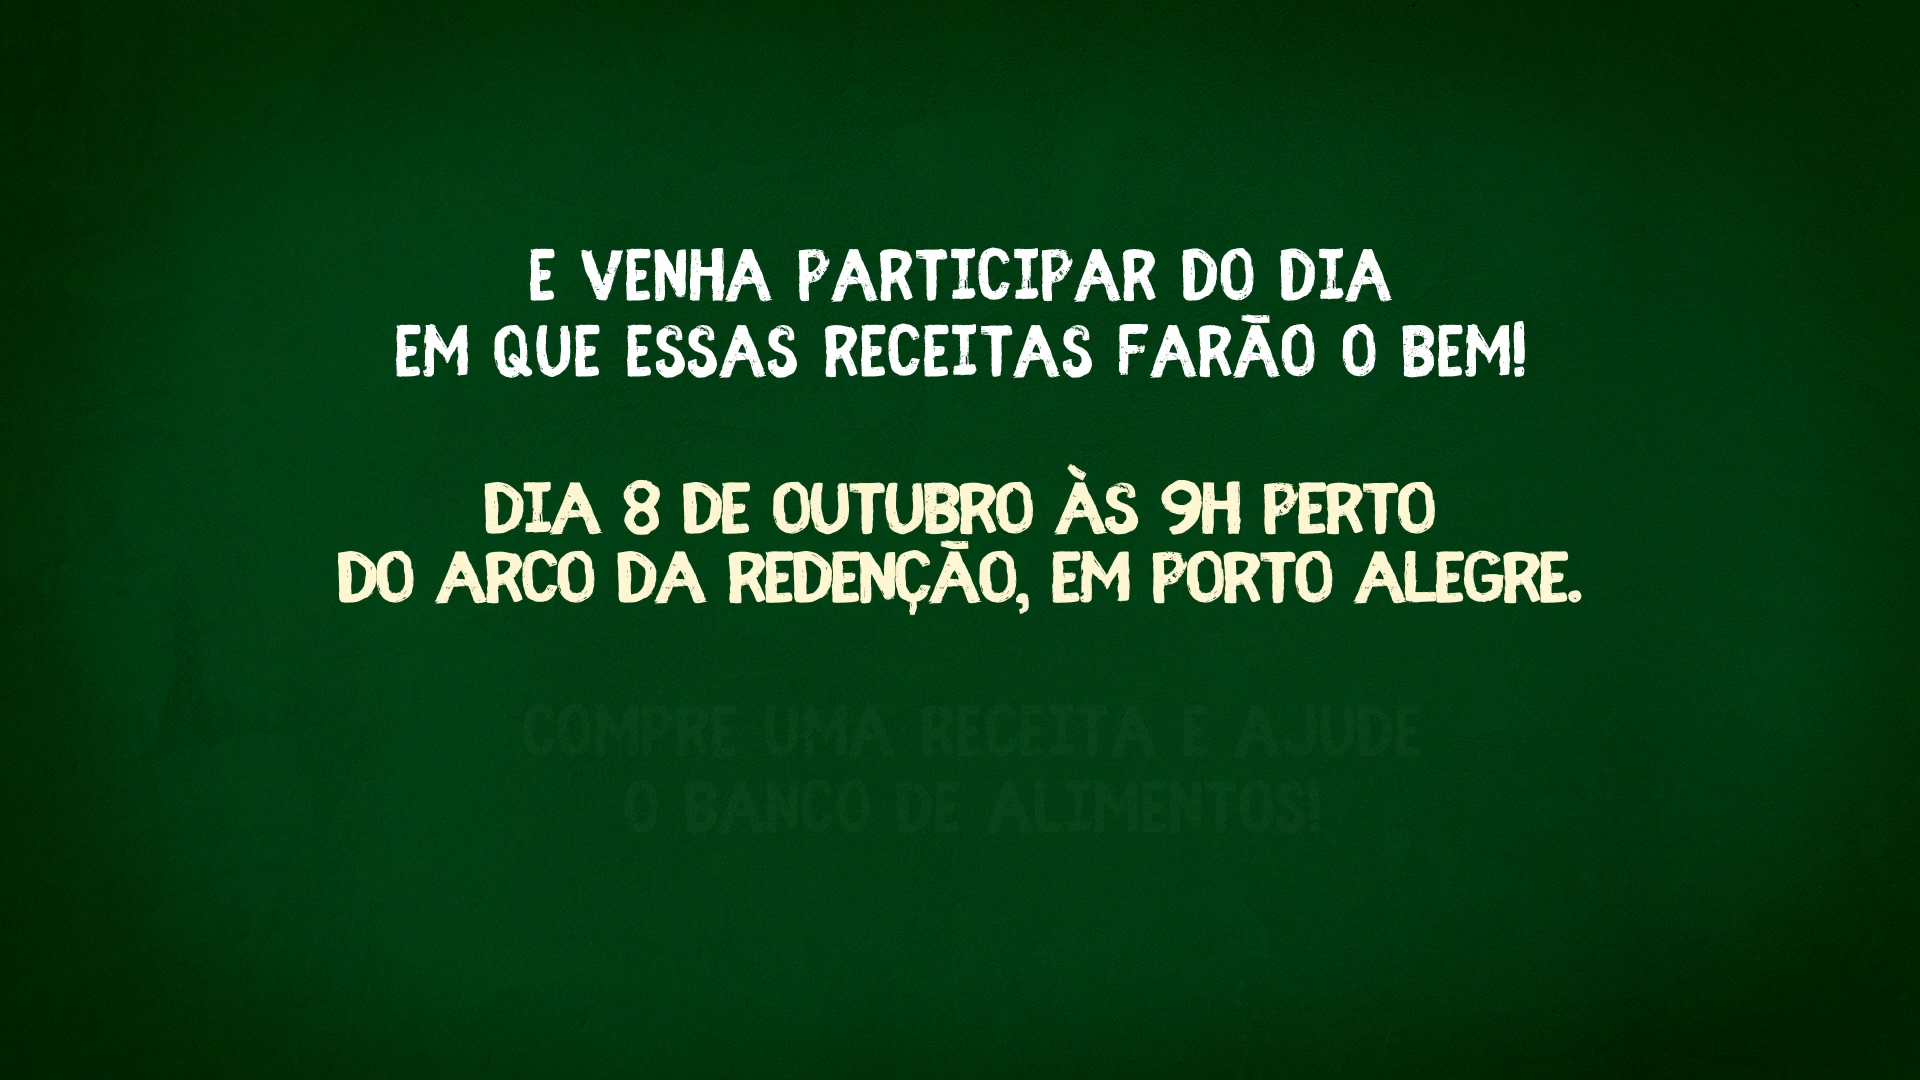 E VENHA PARTICIPAR DO DIA
EM QUE ESSAS RECEITAS FARÃO O BEM!
DIA 8 DE OUTUBRO ÀS 9H PERTO
DO ARCO DA REDENÇÃO, EM PORTO ALEGRE.
COMPRE UMA RECEITA E AJUDE
O BANCO DE ALIMENTOS!